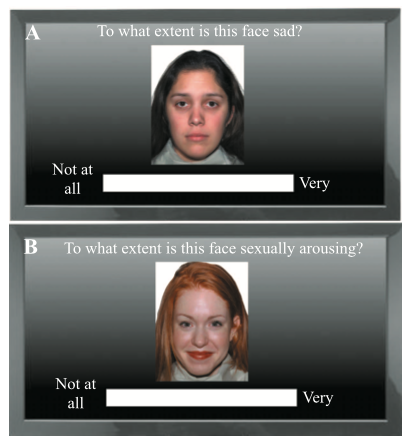 A
To what extent is this face sad?
Not at
all
Very
B
To what extent is this face sexually arousing?
Not at
all
Very